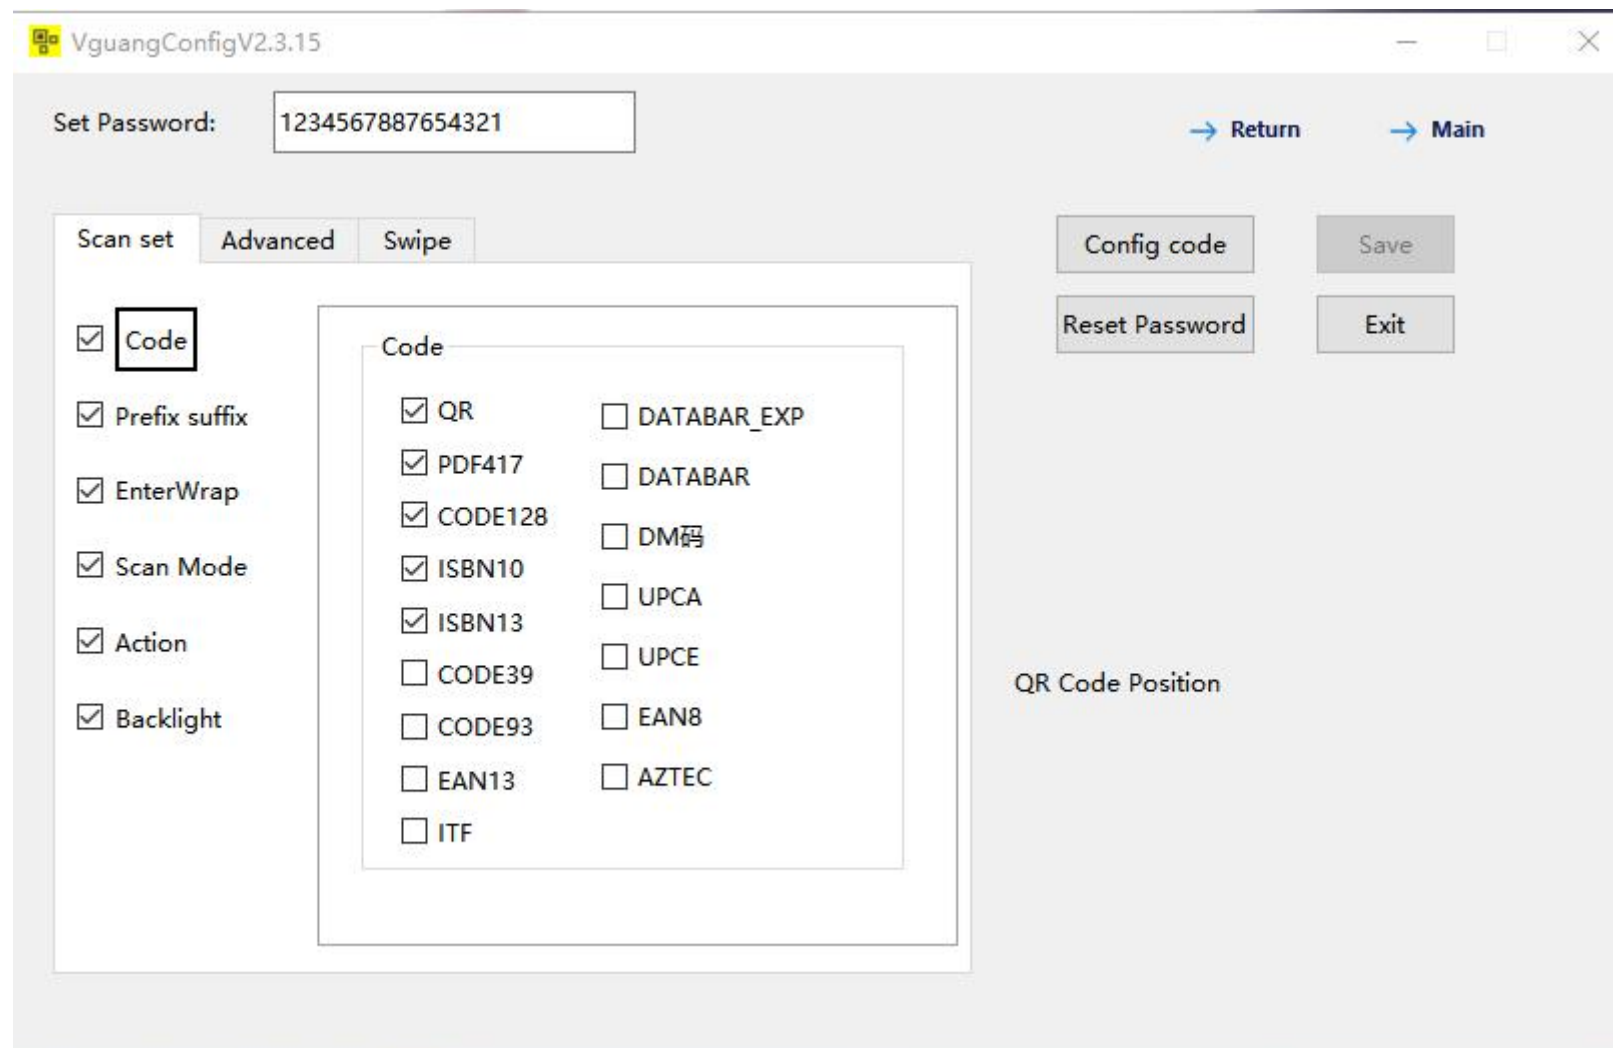 VguangConfigV2.3.15
Set Password: 1234567887654321
Return Main
Scan set Advanced Swipe
Config code Save
Reset Password Exit
Code
Prefix suffix
EnterWrap
Scan Mode
Action
Backlight
Code
QR
PDF417
CODE128
ISBN10
ISBN13
CODE39
CODE93
EAN13
ITF
DATABAR_EXP
DATABAR
DM码
UPCA
UPCE
EAN8
AZTEC
QR Code Position